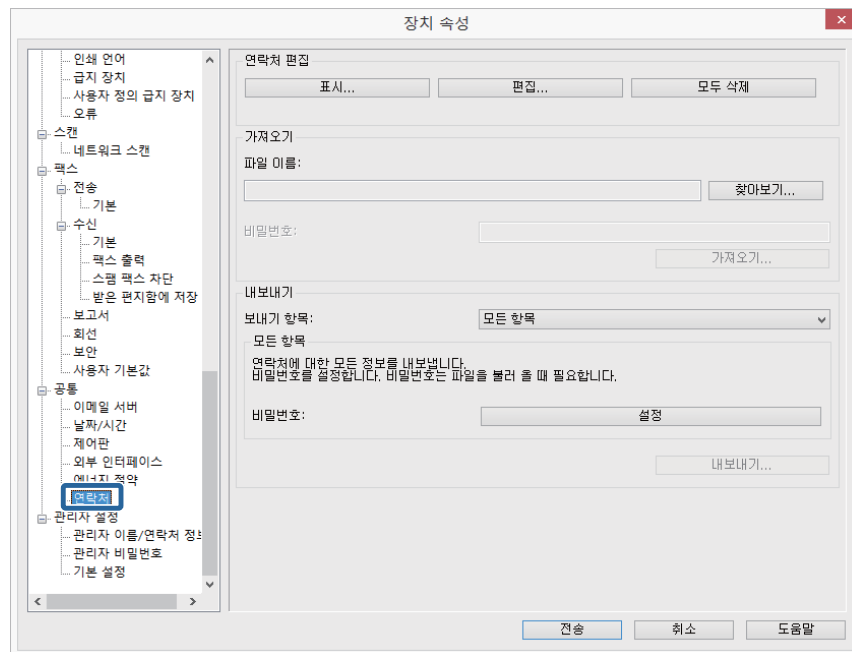 장치 속성
인쇄 언어
급지 장치
사용자 정의 급지 장치
오류
스캔
네트워크 스캔
팩스
전송
기본
수신
기본
팩스 출력
스팸 팩스 차단
받은 편지함에 저장
보고서
회선
보안
사용자 기본값
공통
이메일 서버
날짜/시간
제어판
외부 인터페이스
에너지 절약
연락처
관리자 설정
관리자 이름/연락처 정보
관리자 비밀번호
기본 설정
연락처 편집
표시... 편집... 모두 삭제
가져오기
파일 이름:
찾아보기...
비밀번호:
가져오기...
내보내기
보내기 항목: 모든 항목
모든 항목
연락처에 대한 모든 정보를 내보냅니다.
비밀번호를 설정합니다. 비밀번호는 파일을 불러 올 때 필요합니다.
비밀번호: 설정
내보내기...
전송 취소 도움말